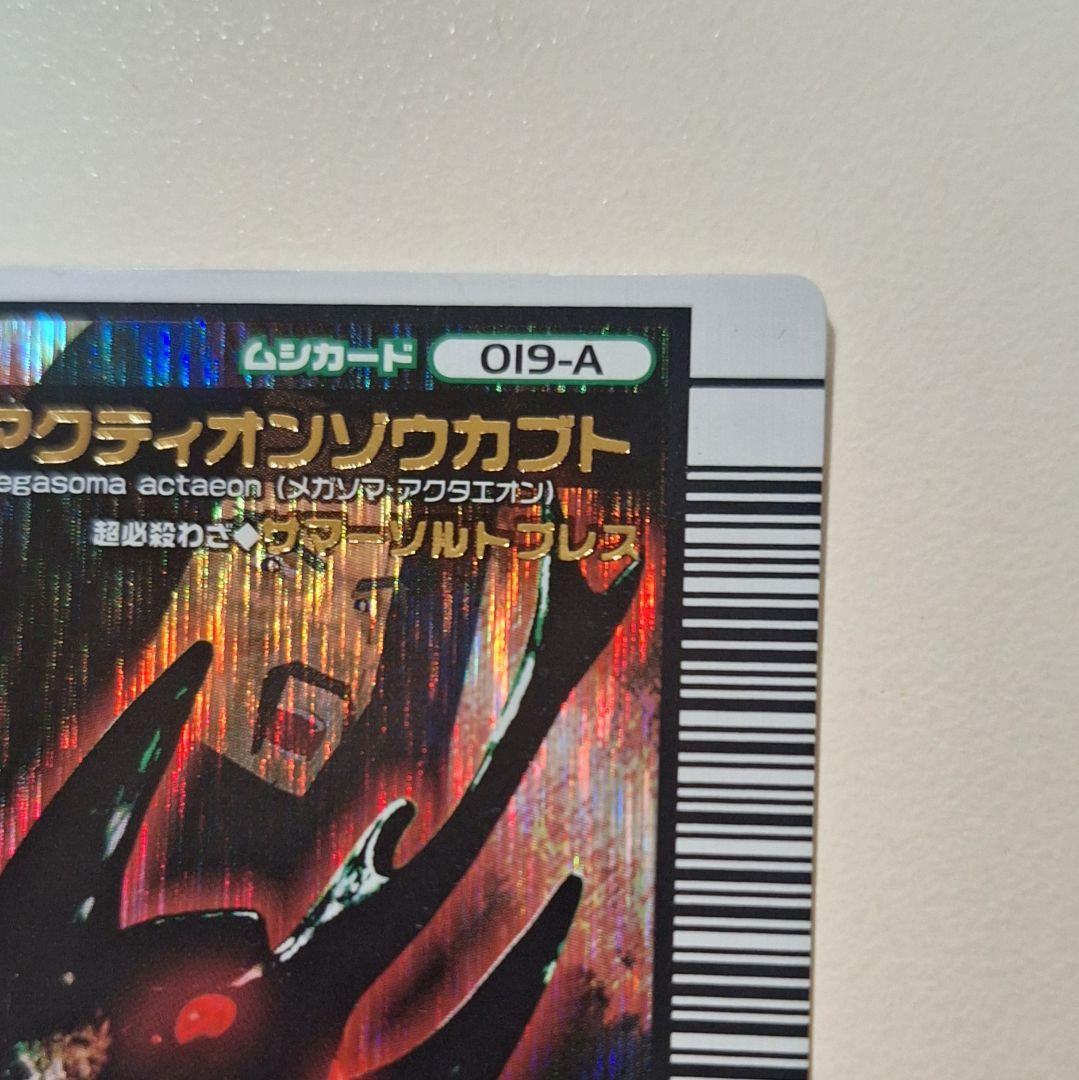 ムシカード 019-A
アクティオンゾウカブト
egasoma actaeon (メガソマ・アクタエオン)
超必殺わざ◆サマーソルトプレス